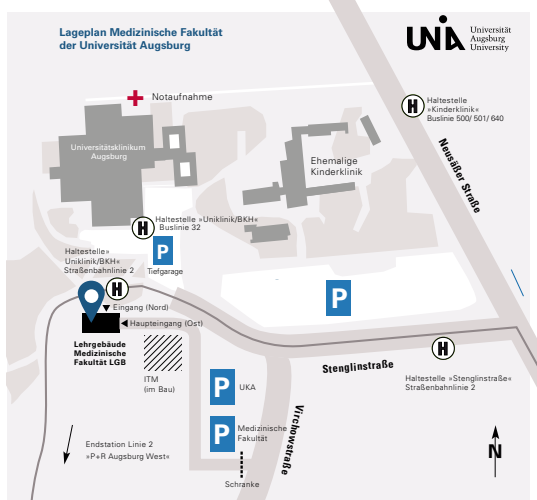 Lageplan Medizinische Fakultät
der Universität Augsburg
UNIA
Universität
Augsburg
University
Notaufnahme
Universitätsklinikum
Augsburg
H
Haltestelle
»Kinderklinik«
Buslinie 500/ 501/ 640
Neusäßer Straße
Ehemalige
Kinderklinik
H
Haltestelle »Uniklinik/BKH«
Buslinie 32
P
Tiefgarage
Haltestelle»
Uniklinik/BKH«
Straßenbahnlinie 2
H
P
Eingang (Nord)
Haupteingang (Ost)
Lehrgebäude
Medizinische
Fakultät LGB
ITM
(im Bau)
Stenglinstraße
H
Haltestelle »Stenglinstraße«
Straßenbahnlinie 2
P
UKA
P
Medizinische
Fakultät
Virchowstraße
Endstation Linie 2
»P+R Augsburg West«
Schranke
N